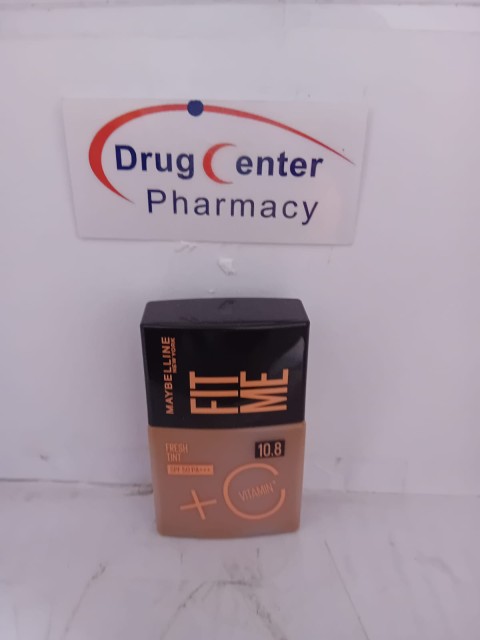 Drug Center
Pharmacy
MAYBELLINE
NEW YORK
FIT
ME
FRESH
TINT
10.8
+ C
VITAMIN